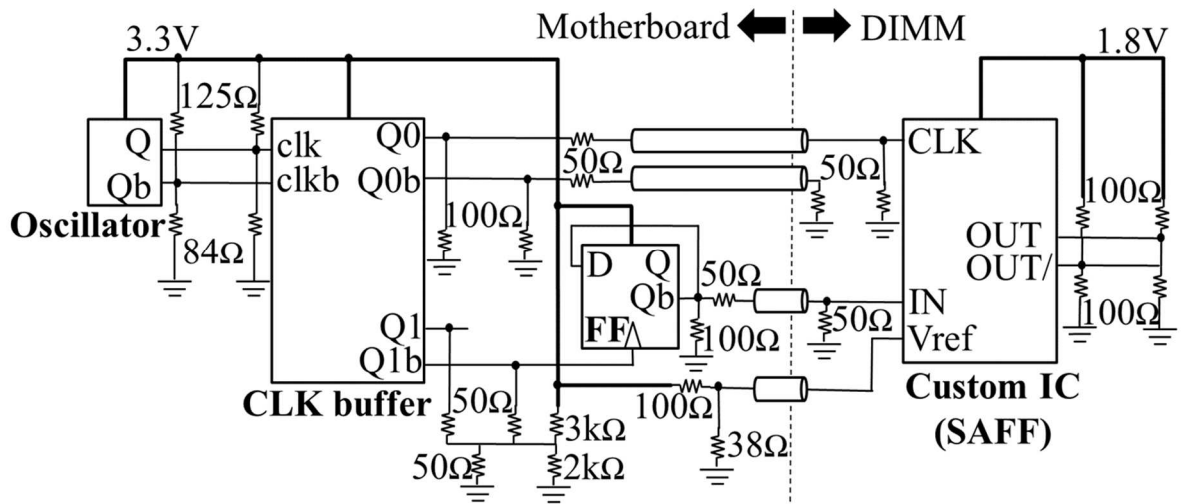 Motherboard DIMM
3.3V
1.8V
125Ω
Q
Qb
Oscillator
84Ω
clk
clkb
Q0
Q0b
Q1
Q1b
CLK buffer
50Ω
100Ω
50Ω
D Q
Qb
FF
50Ω
100Ω
50Ω
50Ω
50Ω
3kΩ
2kΩ
100Ω
38Ω
CLK
OUT
OUT/
IN
Vref
Custom IC
(SAFF)
100Ω
100Ω